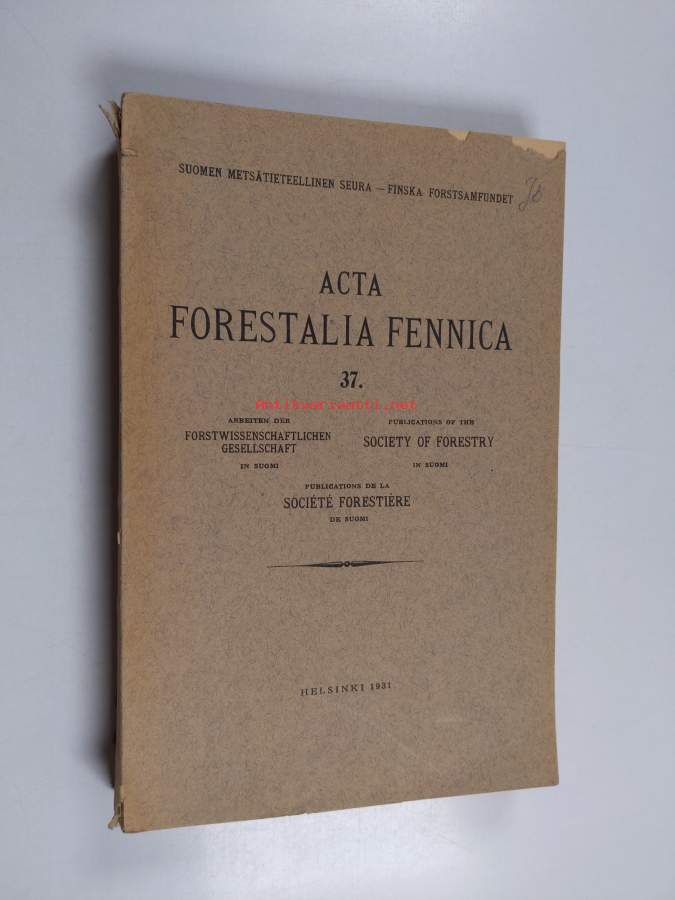 SUOMEN METSÄTIETEELLINEN SEURA — FINSKA FORSTSAMFUNDET
ACTA
FORESTALIA FENNICA
37.
Antikvariaatti.net
ARBEITEN DER
FORSTWISSENSCHAFTLICHEN
GESELLSCHAFT
IN SUOMI
PUBLICATIONS OF THE
SOCIETY OF FORESTRY
IN SUOMI
PUBLICATIONS DE LA
SOCIÉTÉ FORESTIÈRE
DE SUOMI
HELSINKI 1931